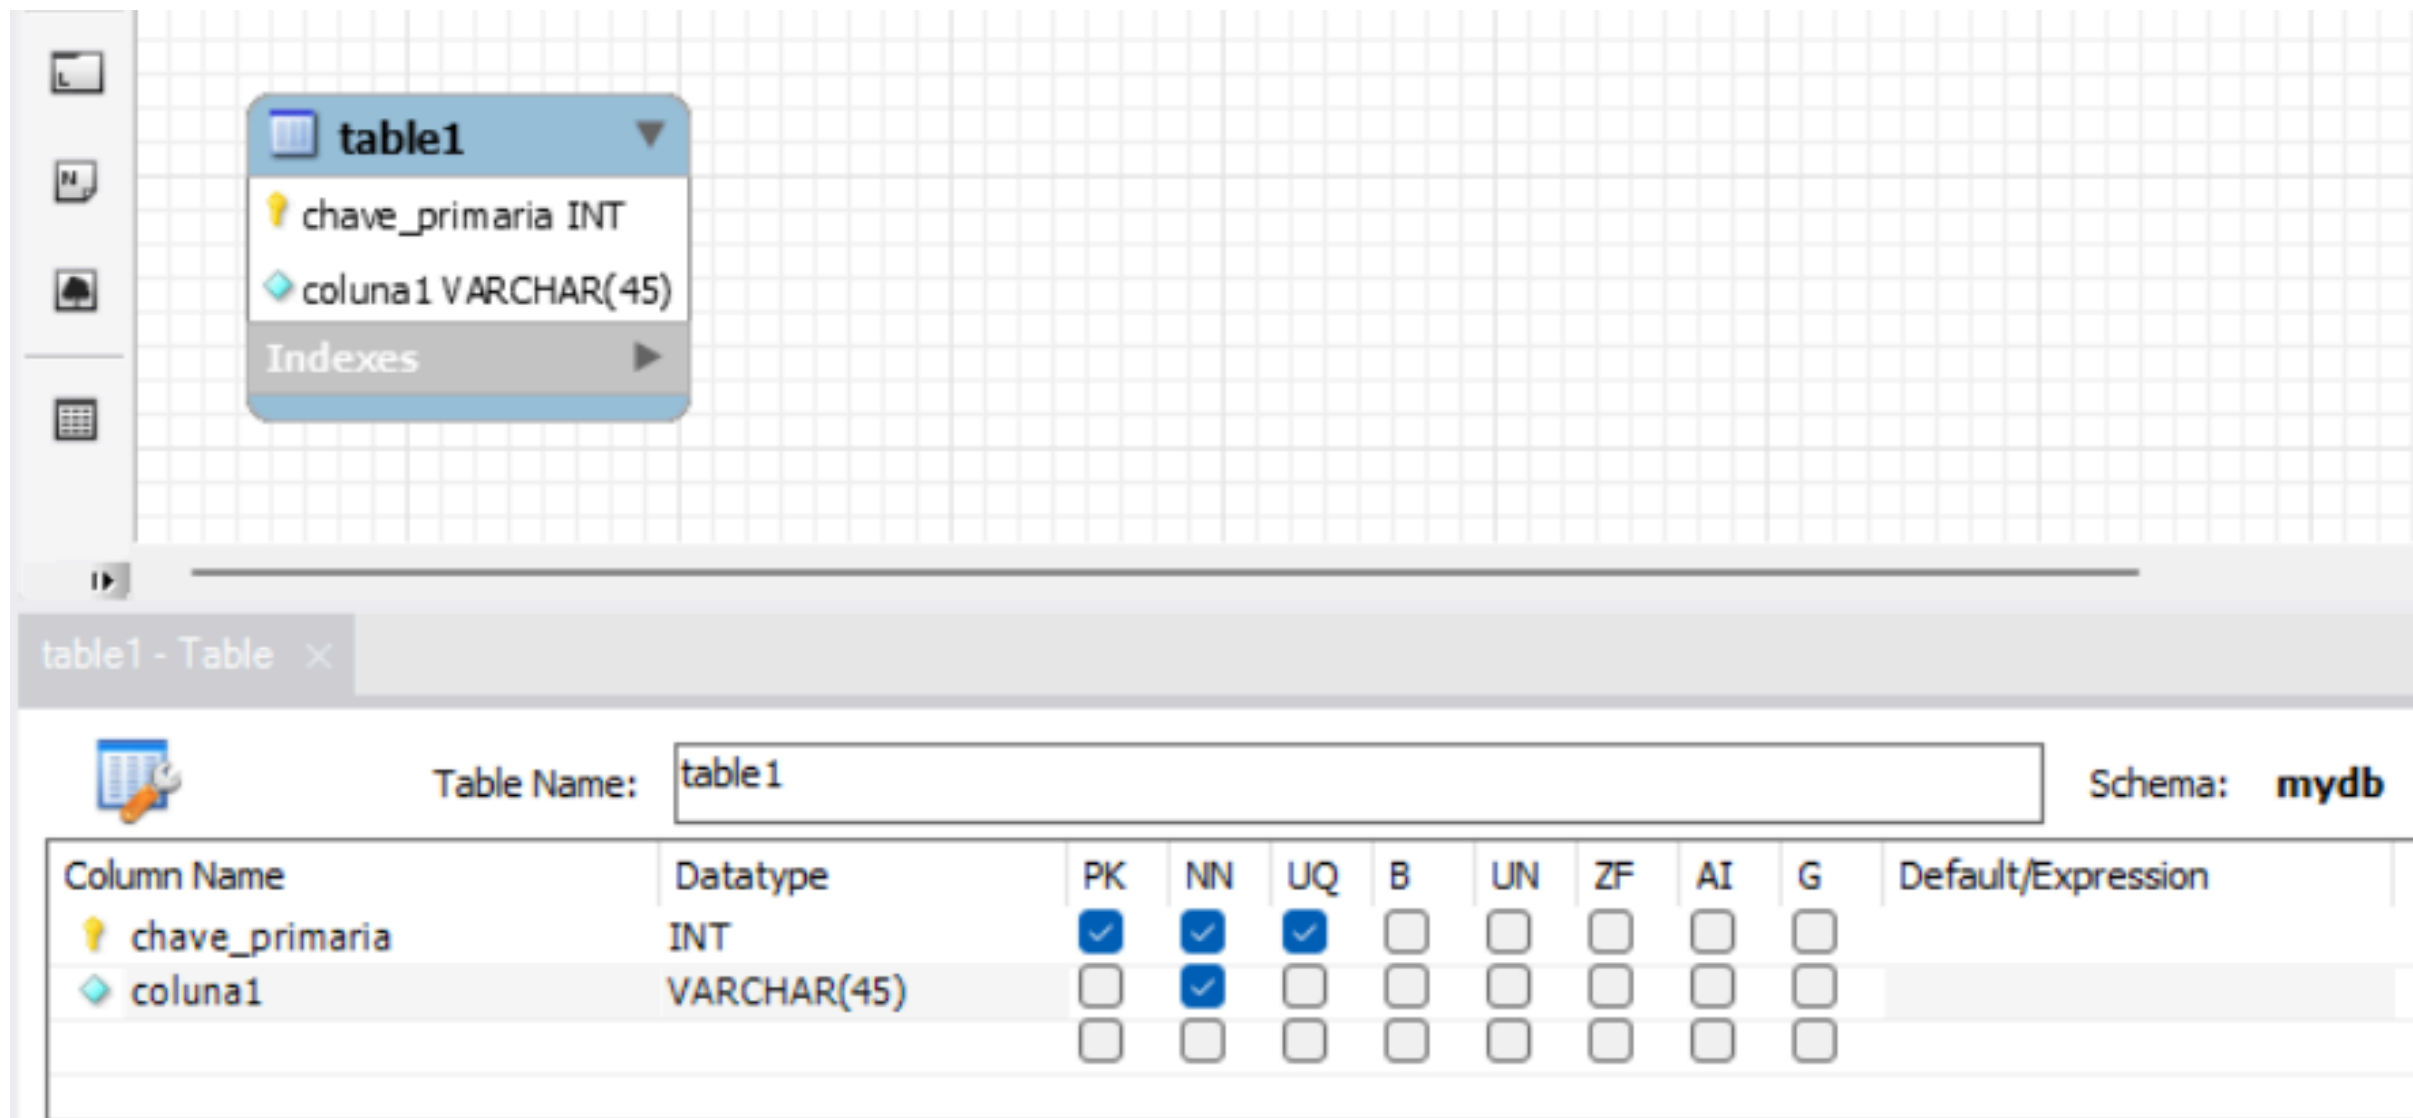 L
table1
N
chave_primaria INT
coluna1 VARCHAR(45)
Indexes
table1 - Table
Table Name: table1 Schema: mydb
Column Name Datatype PK NN UQ B UN ZF AI G Default/Expression
chave_primaria INT
coluna1 VARCHAR(45)